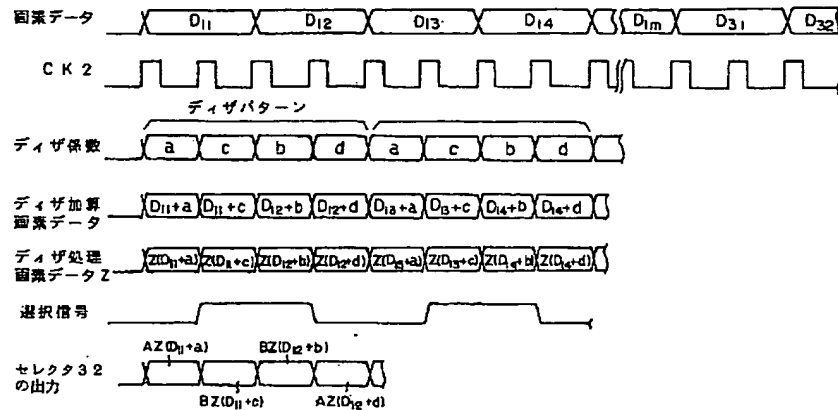 画素データ D11 D12 D13 D14 D1m D31 D32
CK2
ディザパターン
ディザ係数 a c b d a c b d
ディザ加算
画素データ D11+a D11+c D12+b D12+d D13+a D13+c D14+b D14+d
ディザ処理
画素データZ Z(D11+a) Z(D11+c) Z(D12+b) Z(D12+d) Z(D13+a) Z(D13+c) Z(D14+b) Z(D14+d)
選択信号
AZ(D11+a) BZ(D12+b)
セレクタ32
の出力
BZ(D11+c) AZ(D12+d)